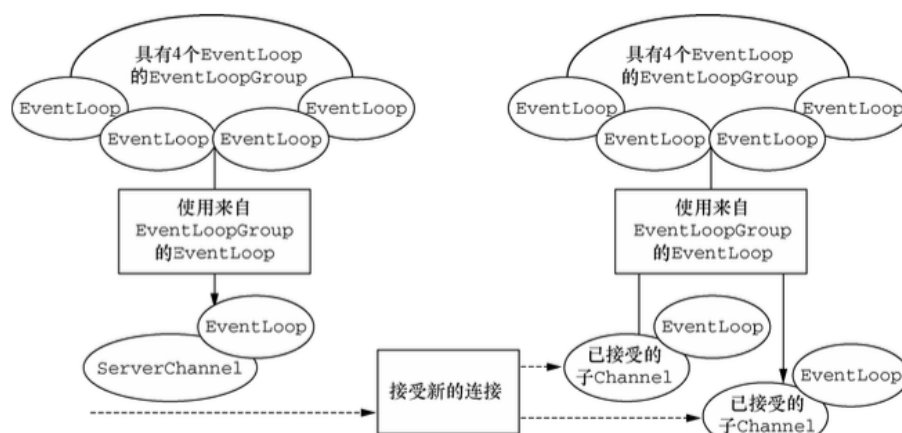 具有4个EventLoop
的EventLoopGroup
EventLoop
EventLoop
EventLoop
EventLoop
使用来自
EventLoopGroup
的EventLoop
EventLoop
ServerChannel
具有4个EventLoop
的EventLoopGroup
EventLoop
EventLoop
EventLoop
EventLoop
使用来自
EventLoopGroup
的EventLoop
接受新的连接
EventLoop
已接受的
子Channel
EventLoop
已接受的
子Channel